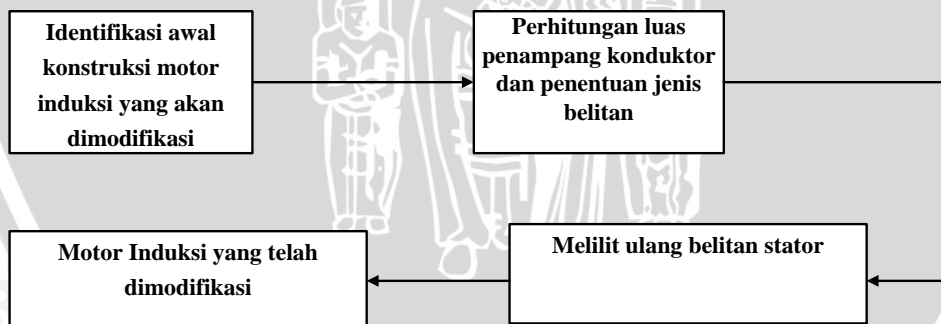 Identifikasi awal
konstruksi motor
induksi yang akan
dimodifikasi
Perhitungan luas
penampang konduktor
dan penentuan jenis
belitan
Melilit ulang belitan stator
Motor Induksi yang telah
dimodifikasi